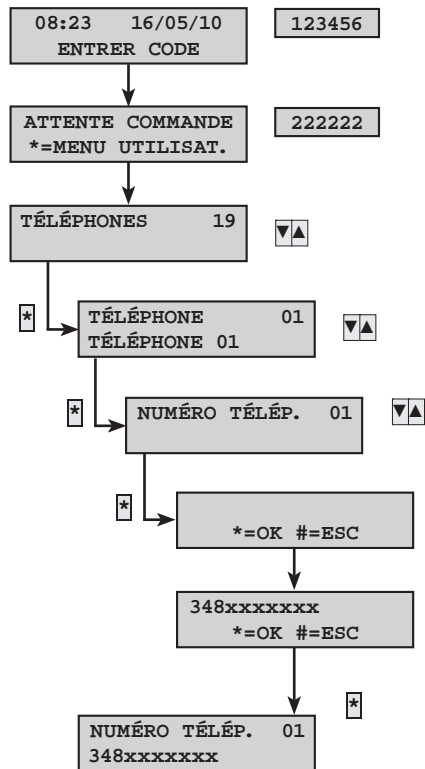 08:23 16/05/10
ENTRER CODE
123456
ATTENTE COMMANDE
*=MENU UTILISAT.
222222
TÉLÉPHONES 19
▼▲
*
TÉLÉPHONE 01
TÉLÉPHONE 01
▼▲
*
NUMÉRO TÉLÉP. 01
▼▲
*
*=OK #=ESC
348xxxxxxx
*=OK #=ESC
*
NUMÉRO TÉLÉP. 01
348xxxxxxx